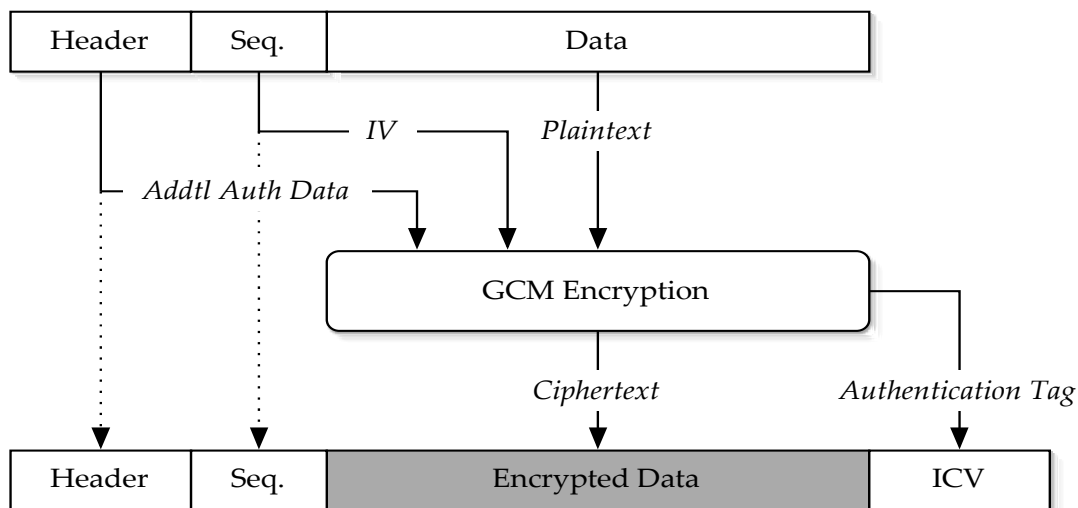 Header Seq. Data
IV Plaintext
Addtl Auth Data
GCM Encryption
Ciphertext Authentication Tag
Header Seq. Encrypted Data ICV